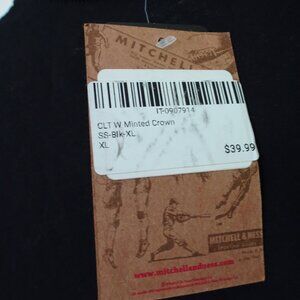 MITCHELL
IT-0907914
CLT W Minted Crown
SS-Blk-XL
XL
$39.99
MITCHELL & NESS
www.mitchellandness.com